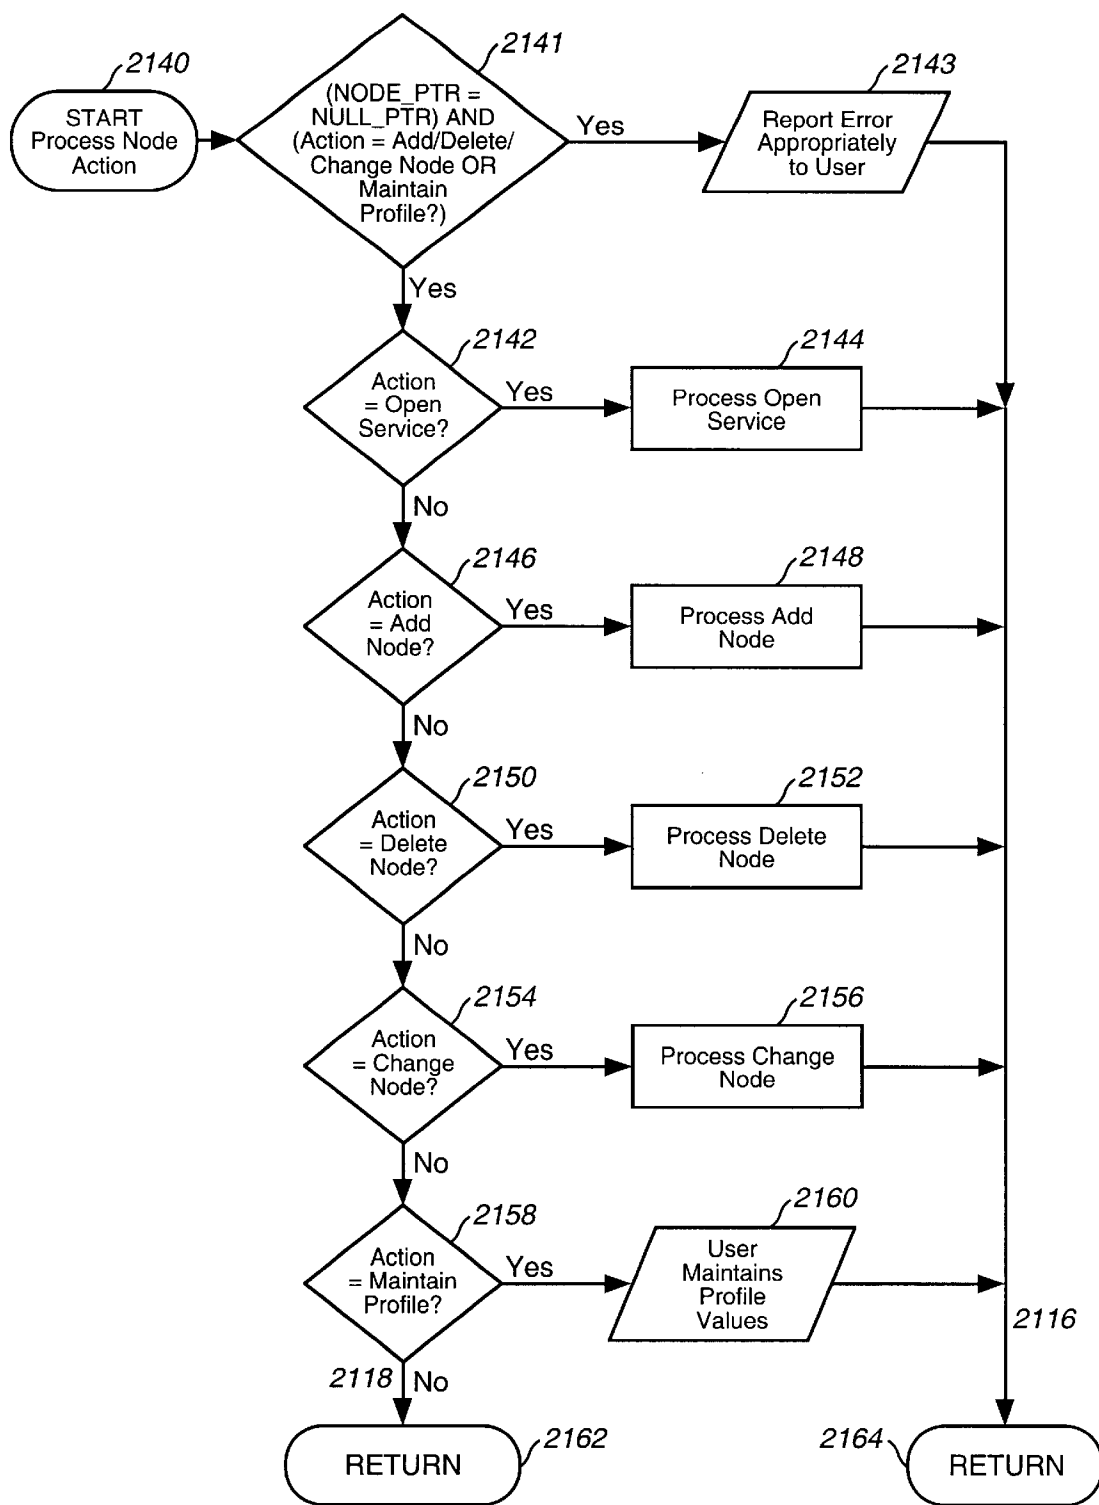 2140
START
Process Node
Action
2141
(NODE_PTR =
NULL_PTR) AND
(Action = Add/Delete/
Change Node OR
Maintain
Profile?)
Yes
2143
Report Error
Appropriately
to User
Yes
2142
Action
= Open
Service?
Yes
2144
Process Open
Service
No
2146
Action
= Add
Node?
Yes
2148
Process Add
Node
No
2150
Action
= Delete
Node?
Yes
2152
Process Delete
Node
No
2154
Action
= Change
Node?
Yes
2156
Process Change
Node
No
2158
Action
= Maintain
Profile?
Yes
2160
User
Maintains
Profile
Values
2116
2118
No
RETURN
2162
2164
RETURN